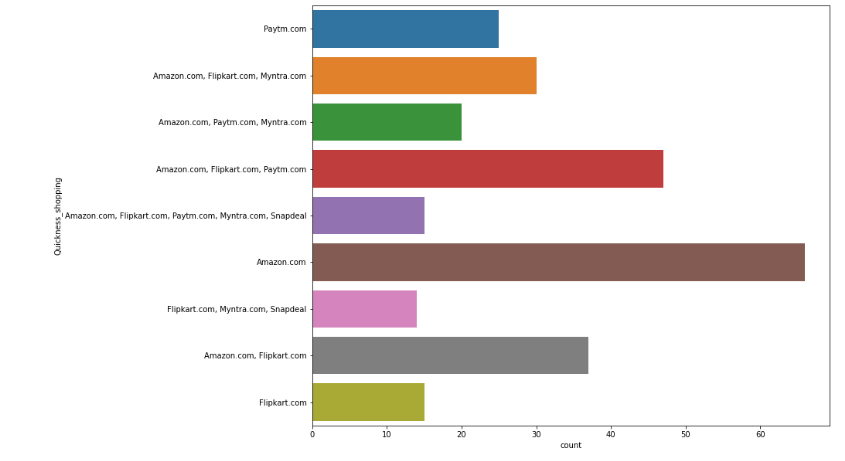 Paytm.com
Amazon.com, Flipkart.com, Myntra.com
Amazon.com, Paytm.com, Myntra.com
Amazon.com, Flipkart.com, Paytm.com
Quickness_shopping
Amazon.com, Flipkart.com, Paytm.com, Myntra.com, Snapdeal
Amazon.com
Flipkart.com, Myntra.com, Snapdeal
Amazon.com, Flipkart.com
Flipkart.com
0 10 20 30 40 50 60
count